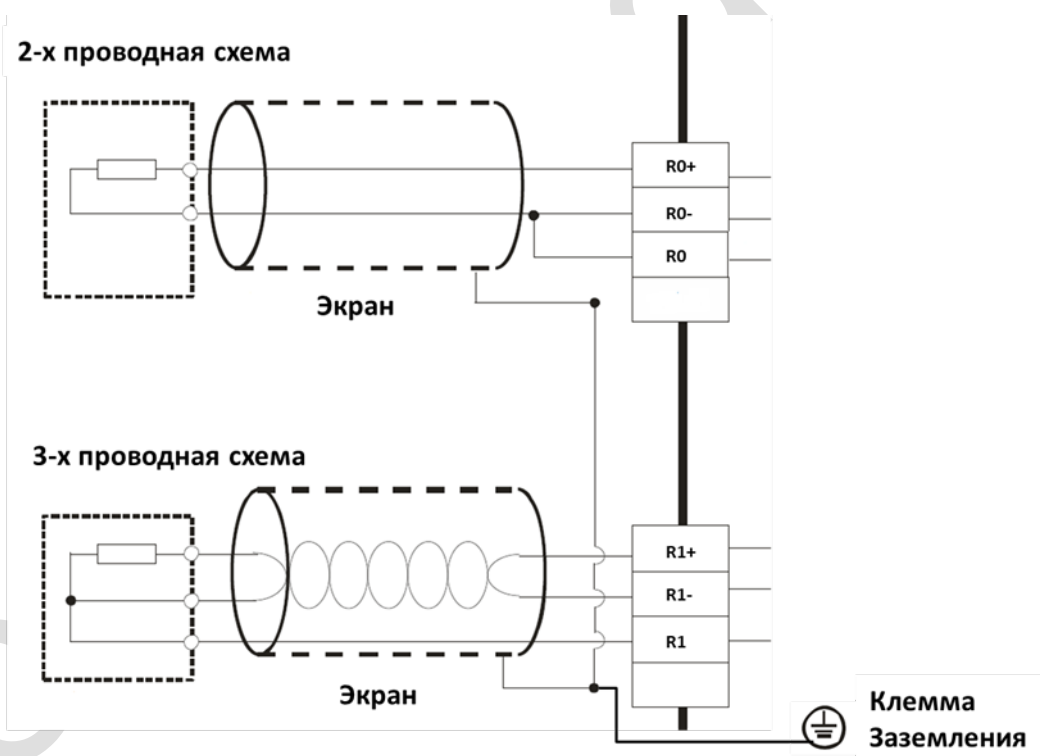 2-х проводная схема
R0+
R0-
R0
Экран
3-х проводная схема
R1+
R1-
R1
Экран
Клемма
Заземления